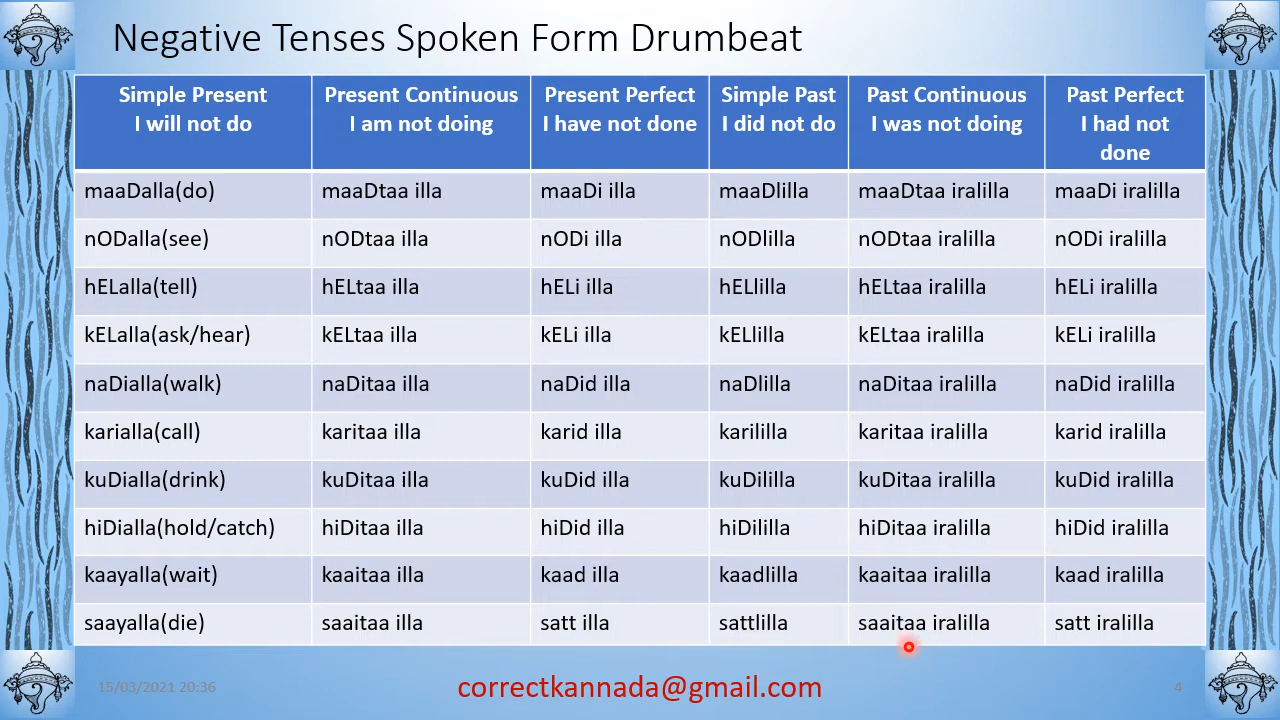 Negative Tenses Spoken Form Drumbeat
Simple Present Present Continuous Present Perfect Simple Past Past Continuous Past Perfect
I will not do I am not doing I have not done I did not do I was not doing I had not
done
maaDalla(do) maaDtaa illa maaDi illa maaDlilla maaDtaa iralilla maaDi iralilla
nODalla(see) nODtaa illa nODi illa nODlilla nODtaa iralilla nODi iralilla
hELalla(tell) hELtaa illa hELi illa hELlilla hELtaa iralilla hELi iralilla
kELalla(ask/hear) kELtaa illa kELi illa kELlilla kELtaa iralilla kELi iralilla
naDialla(walk) naDitaa illa naDid illa naDlilla naDitaa iralilla naDid iralilla
karialla(call) karitaa illa karid illa karililla karitaa iralilla karid iralilla
kuDialla(drink) kuDitaa illa kuDid illa kuDililla kuDitaa iralilla kuDid iralilla
hiDialla(hold/catch) hiDitaa illa hiDid illa hiDililla hiDitaa iralilla hiDid iralilla
kaayalla(wait) kaaitaa illa kaad illa kaadlilla kaaitaa iralilla kaad iralilla
saayalla(die) saaitaa illa satt illa sattlilla saaitaa iralilla satt iralilla
15/03/2021 20:36 correctkannada@gmail.com 4